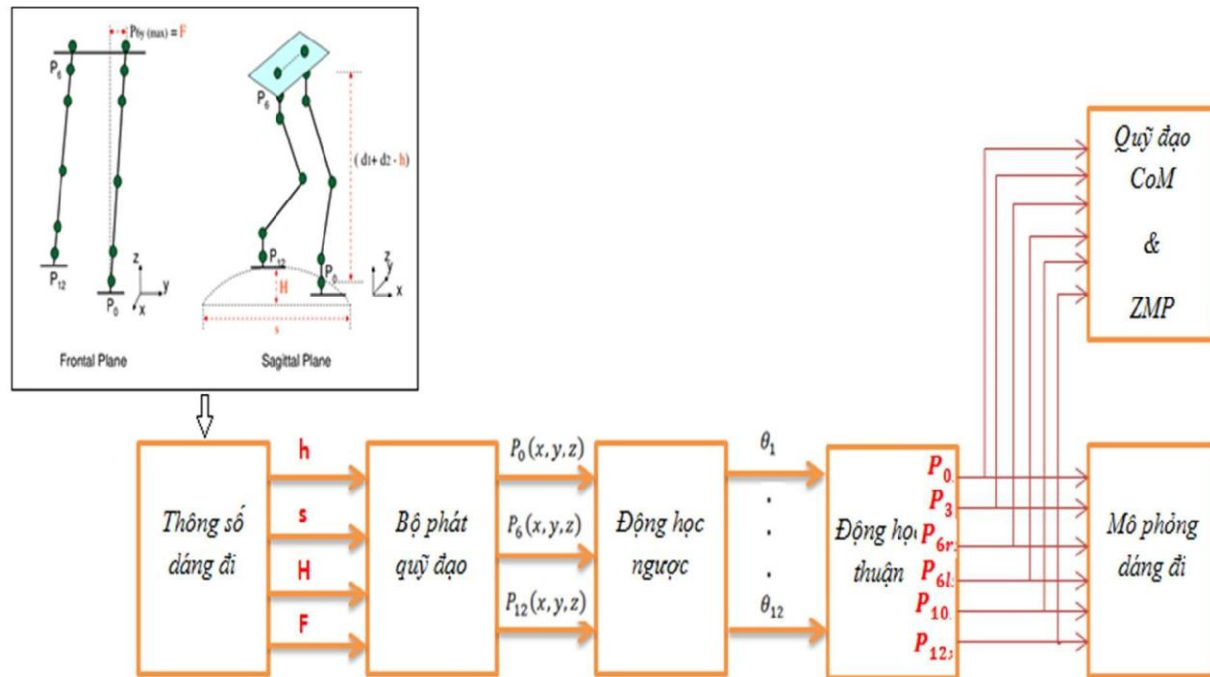 P6y (max) = F
P6
P6
( d1+ d2 - h)
P12
P12
P0
P0
H
s
z
y
x
z
y
x
Frontal Plane
Sagittal Plane
Quỹ đạo
CoM
&
ZMP
Thông số
dáng đi
h
s
H
F
Bộ phát
quỹ đạo
P0(x, y, z)
P6(x, y, z)
P12(x, y, z)
Động học
ngược
θ1
θ12
Động học
thuận
P0
P3
P6r
P6l
P10
P12
Mô phỏng
dáng đi